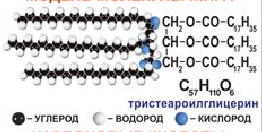 CH₂-O-CO-C₁₇H₃₅
CH-O-CO-C₁₇H₃₅
CH₂-O-CO-C₁₇H₃₅
C₅₇H₁₁₀O₆
тристеароилглицерин
– УГЛЕРОД – ВОДОРОД – КИСЛОРОД